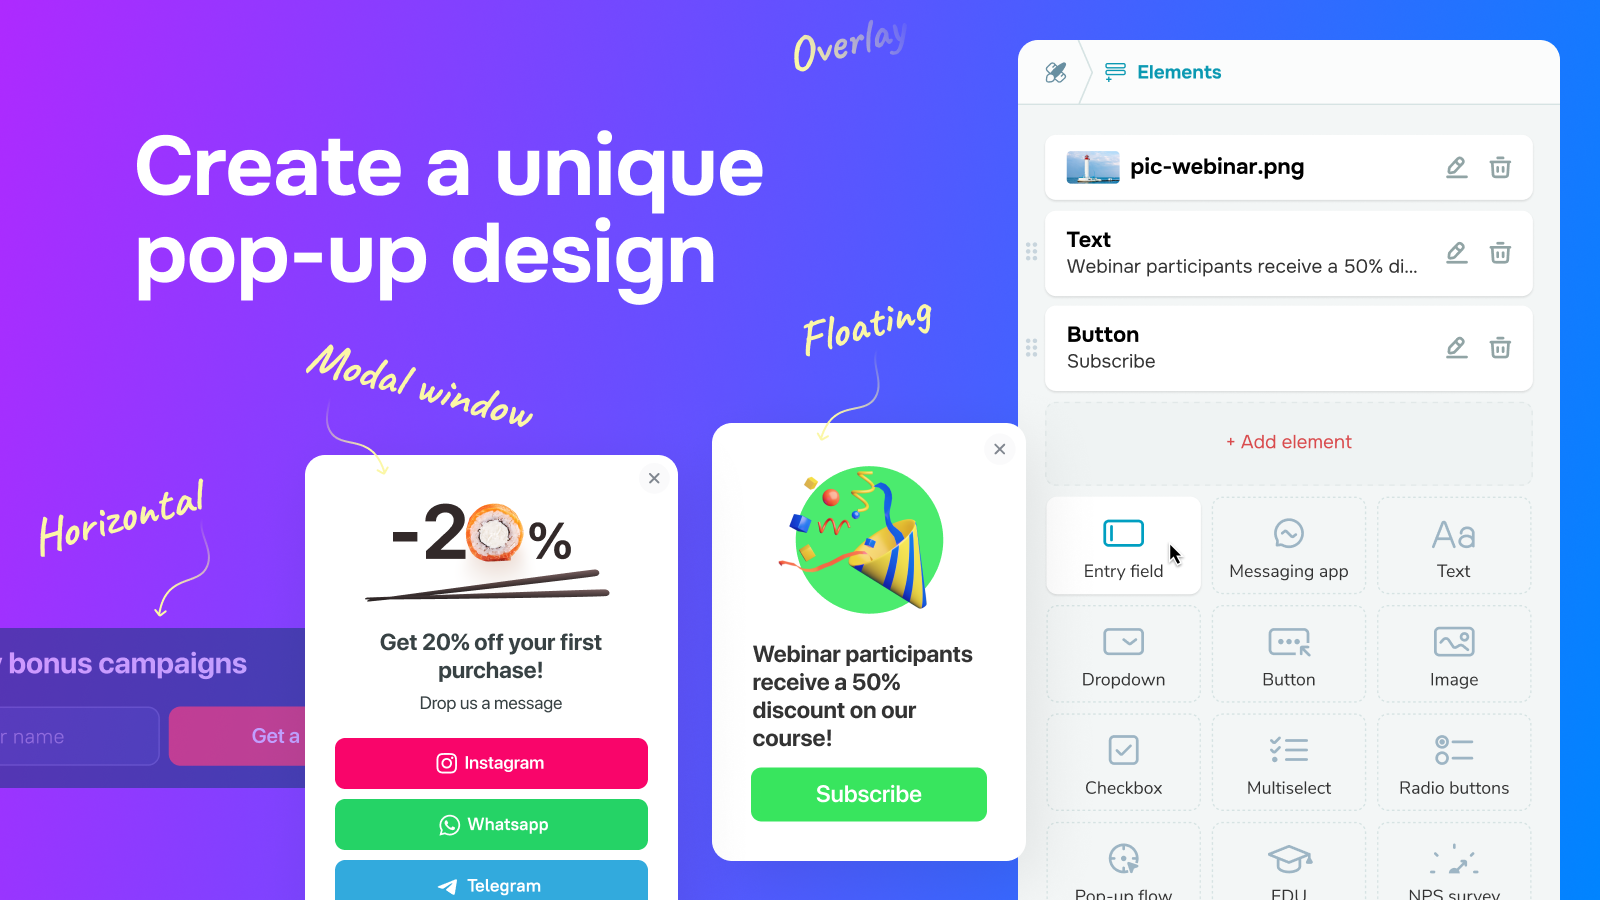 Overlay
Create a unique
pop-up design
Modal window
Floating
Horizontal
bonus campaigns
name
Get a
-20%
Get 20% off your first
purchase!
Drop us a message
Instagram
Whatsapp
Telegram
Webinar participants
receive a 50%
discount on our
course!
Subscribe
Elements
pic-webinar.png
Text
Webinar participants receive a 50% di...
Button
Subscribe
+ Add element
Entry field
Messaging app
Text
Dropdown
Button
Image
Checkbox
Multiselect
Radio buttons
Pop-up flow
EDU
NPS survey